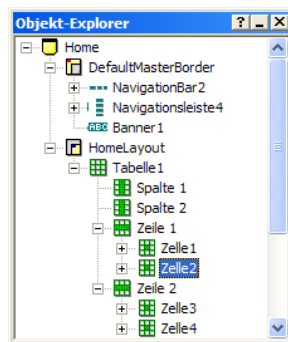 Objekt-Explorer
Home
DefaultMasterBorder
NavigationBar2
Navigationsleiste4
ABC Banner1
HomeLayout
Tabelle1
Spalte 1
Spalte 2
Zeile 1
Zelle1
Zelle2
Zeile 2
Zelle3
Zelle4